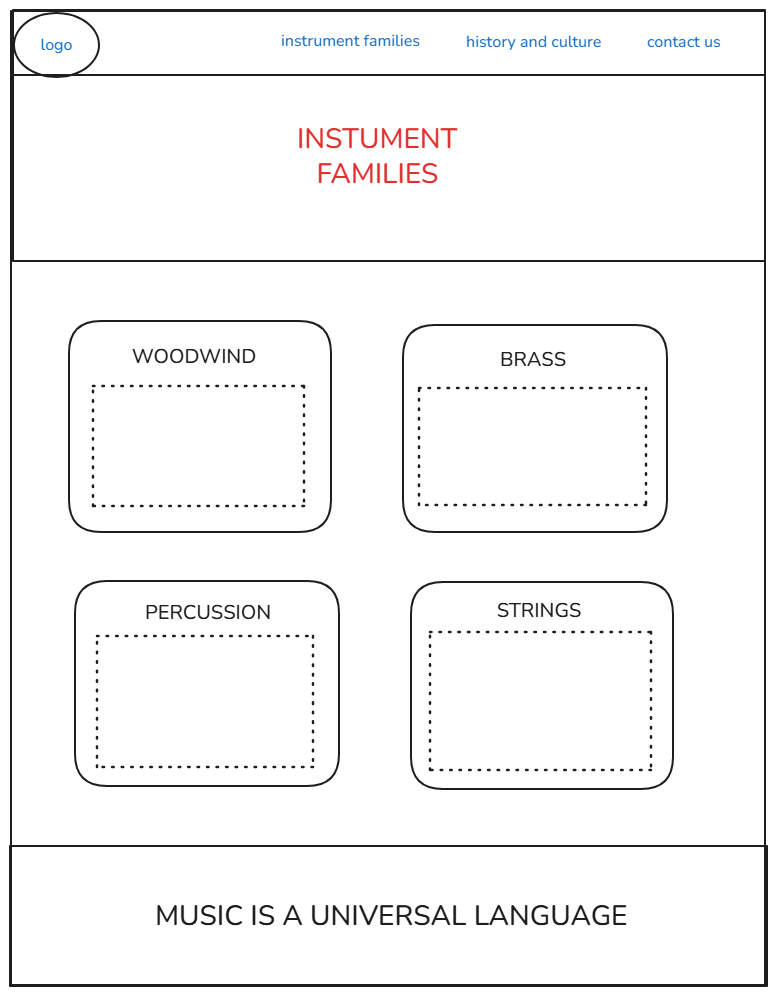 logo
instrument families
history and culture
contact us
INSTUMENT
FAMILIES
WOODWIND
BRASS
PERCUSSION
STRINGS
MUSIC IS A UNIVERSAL LANGUAGE